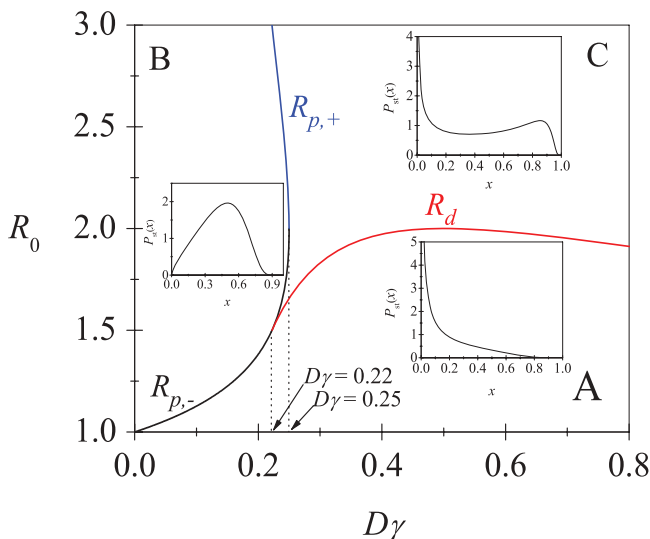 3.0
B
C
4
3
P_st(x)
2
1
0
0.0 0.2 0.4 0.6 0.8 1.0
x
R_{p,+}
2.5
2
P_st(x)
1
0
0.0 0.3 0.6 0.9
x
R_0
2.0
R_d
5
4
3
P_st(x)
2
1
0
0.0 0.2 0.4 0.6 0.8 1.0
x
1.5
R_{p,-}
Dγ = 0.22
Dγ = 0.25
A
1.0
0.0 0.2 0.4 0.6 0.8
Dγ